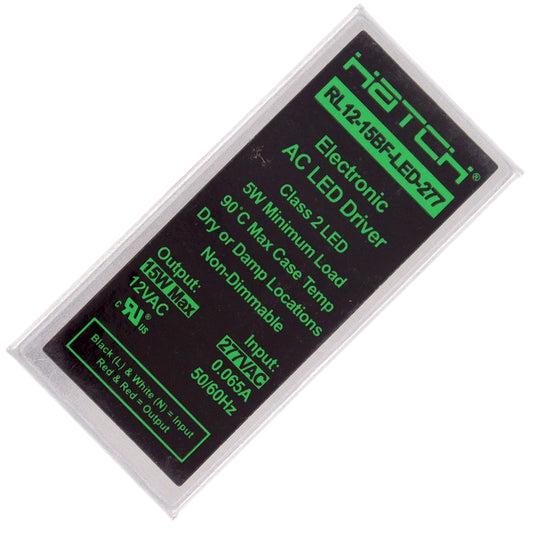 HATCH®
RL12-15BF-LED-277
Electronic
AC LED Driver
Class 2 LED
5W Minimum Load
90°C Max Case Temp
Dry or Damp Locations
Non-Dimmable
Output:
15W Max
12VAC
c RU US
Input:
277VAC
0.065A
50/60Hz
Black (L) & White (N) = Input
Red & Red = Output